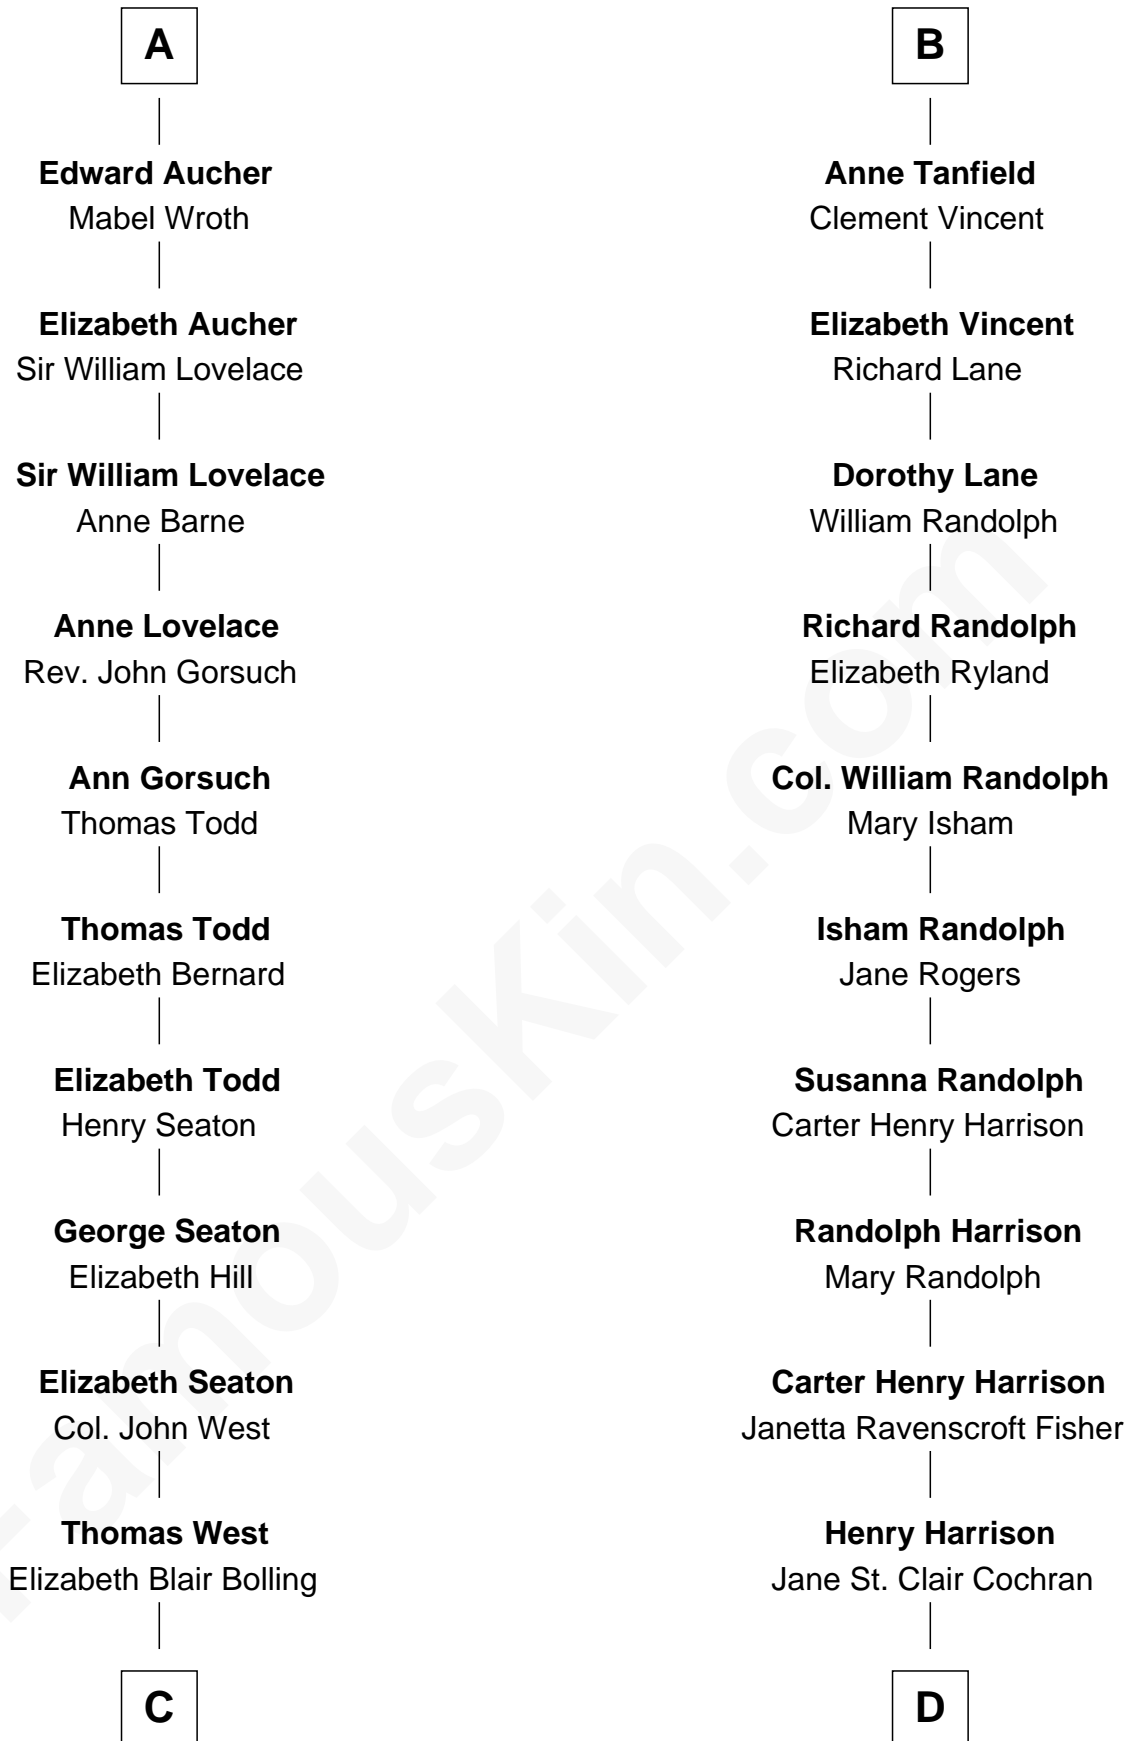 A
Edward Aucher
Mabel Wroth
Elizabeth Aucher
Sir William Lovelace
Sir William Lovelace
Anne Barne
Anne Lovelace
Rev. John Gorsuch
Ann Gorsuch
Thomas Todd
Thomas Todd
Elizabeth Bernard
Elizabeth Todd
Henry Seaton
George Seaton
Elizabeth Hill
Elizabeth Seaton
Col. John West
Thomas West
Elizabeth Blair Bolling
C
B
Anne Tanfield
Clement Vincent
Elizabeth Vincent
Richard Lane
Dorothy Lane
William Randolph
Richard Randolph
Elizabeth Ryland
Col. William Randolph
Mary Isham
Isham Randolph
Jane Rogers
Susanna Randolph
Carter Henry Harrison
Randolph Harrison
Mary Randolph
Carter Henry Harrison
Janetta Ravenscroft Fisher
Henry Harrison
Jane St. Clair Cochran
D
FamousKin.com